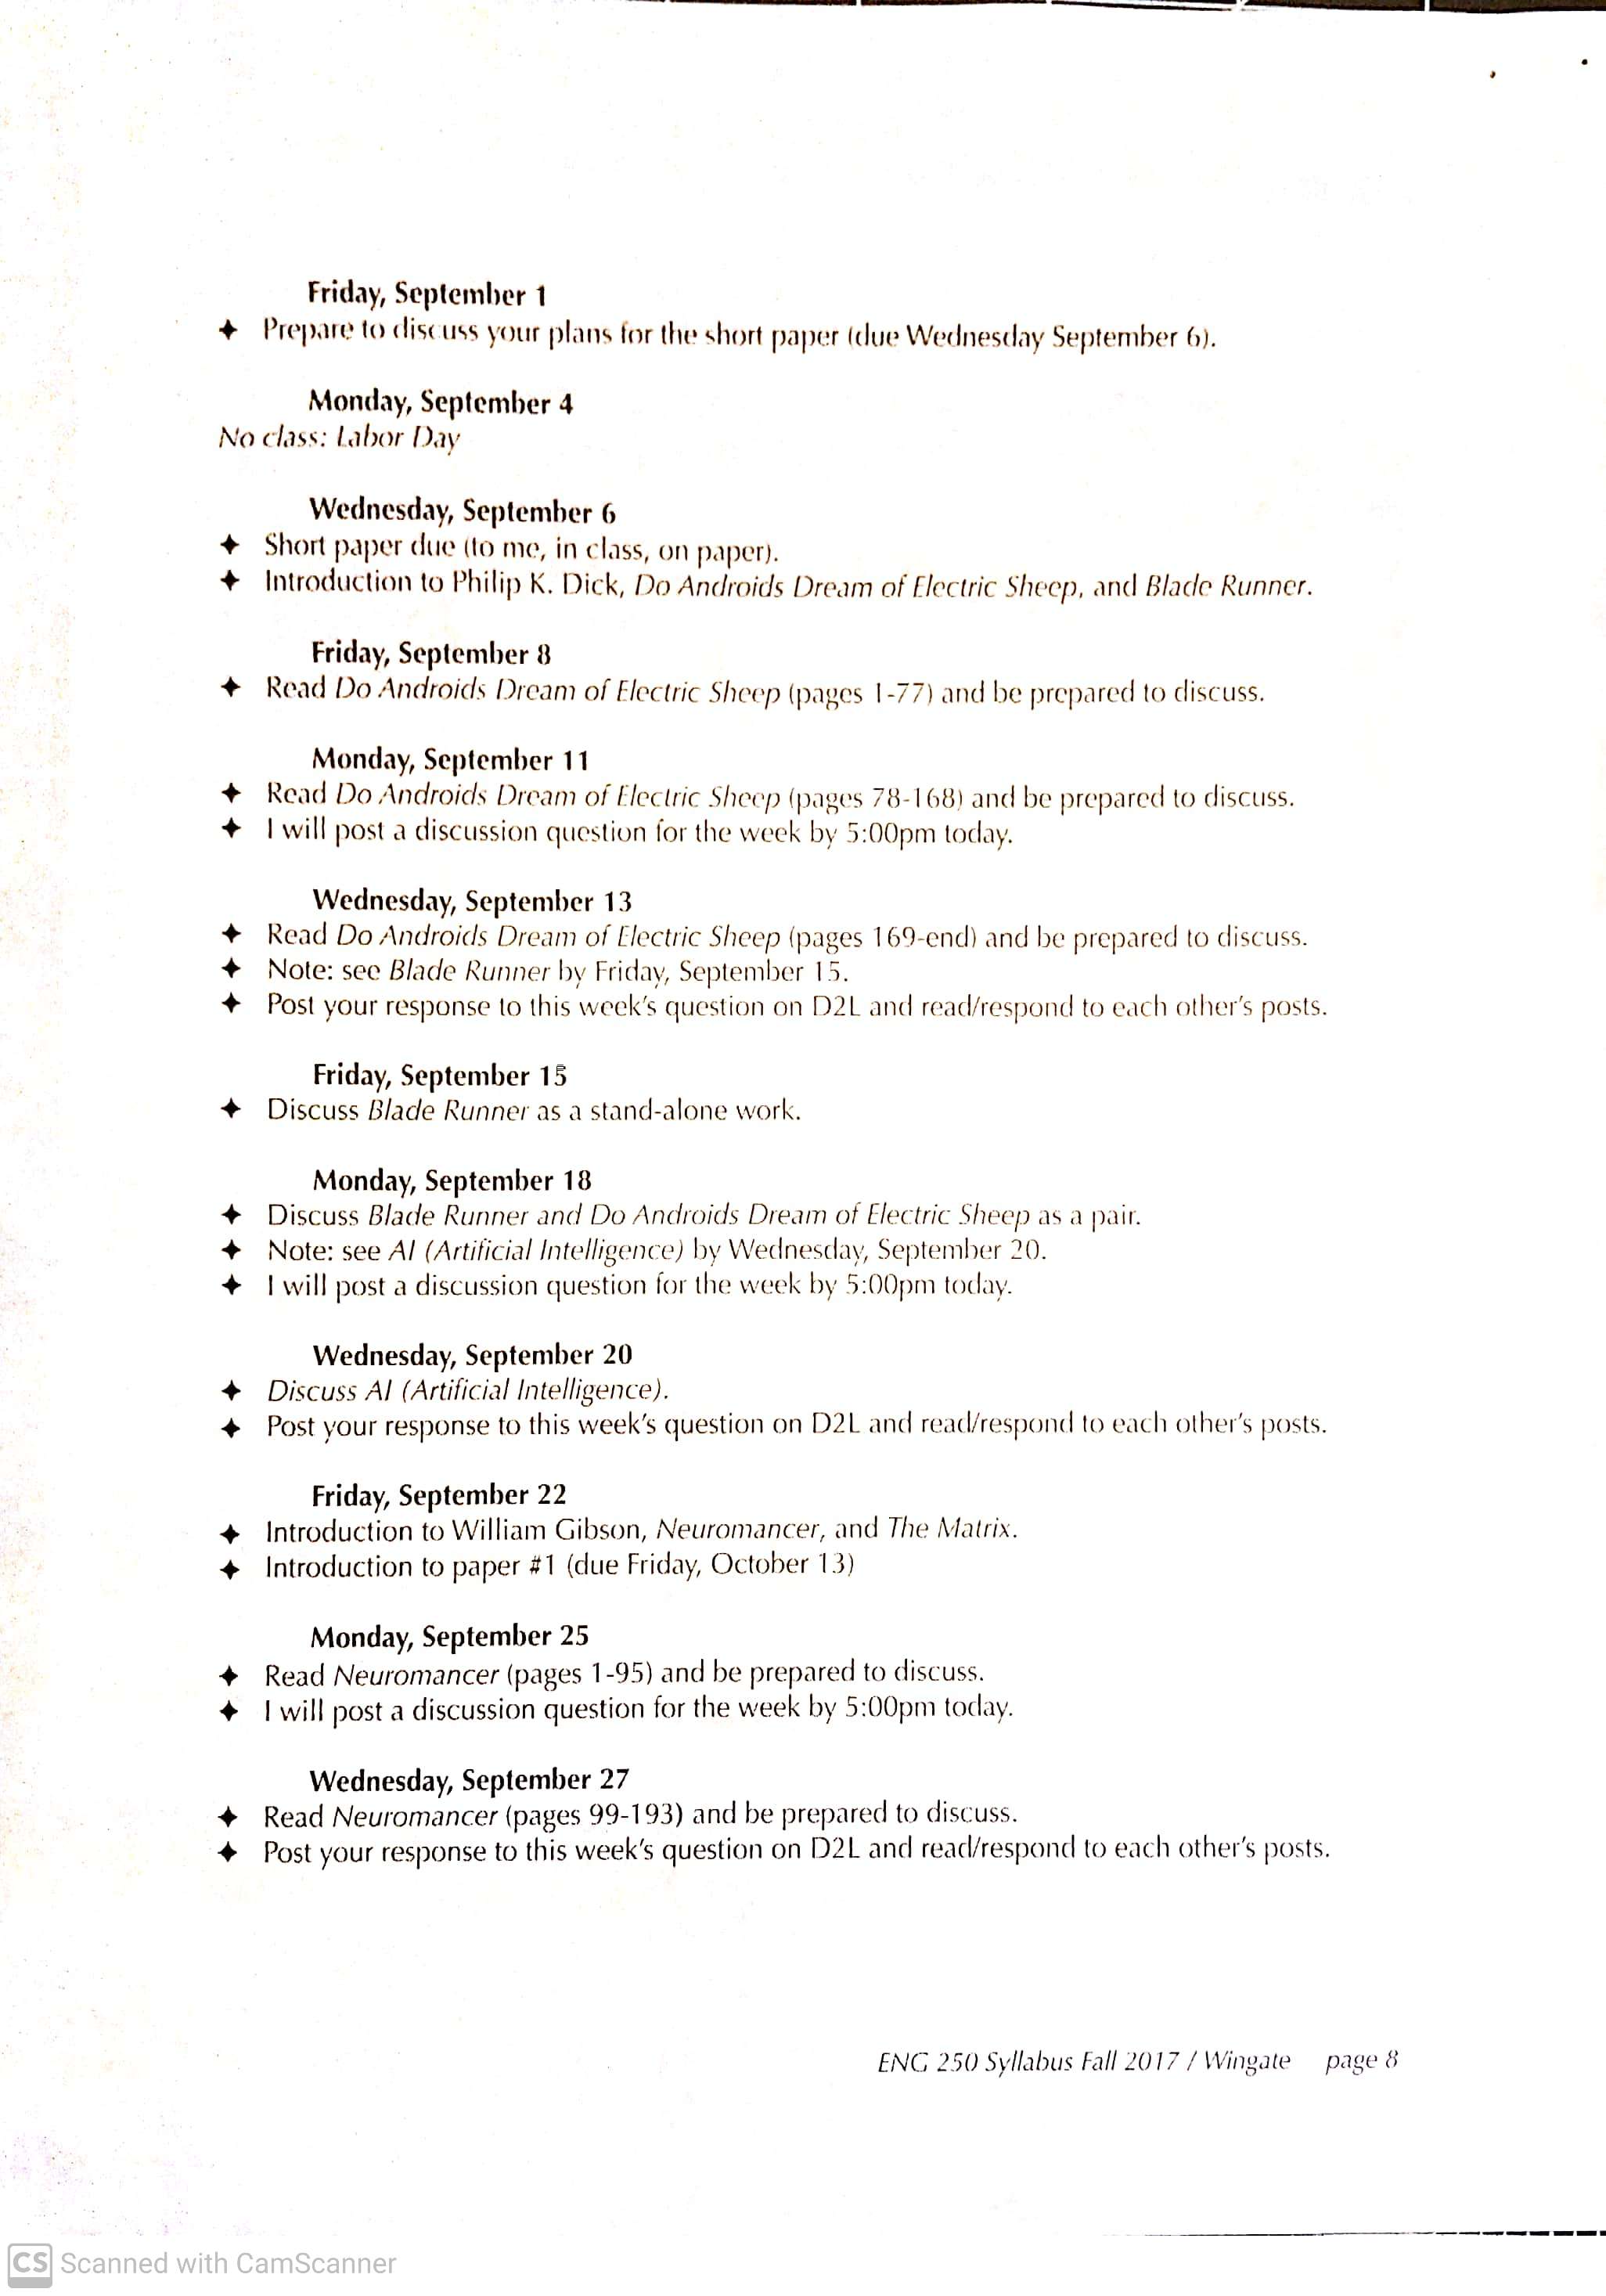 Friday, September 1
✦ Prepare to discuss your plans for the short paper (due Wednesday September 6).
Monday, September 4
No class: Labor Day
Wednesday, September 6
✦ Short paper due (to me, in class, on paper).
✦ Introduction to Philip K. Dick, Do Androids Dream of Electric Sheep, and Blade Runner.
Friday, September 8
✦ Read Do Androids Dream of Electric Sheep (pages 1-77) and be prepared to discuss.
Monday, September 11
✦ Read Do Androids Dream of Electric Sheep (pages 78-168) and be prepared to discuss.
✦ I will post a discussion question for the week by 5:00pm today.
Wednesday, September 13
✦ Read Do Androids Dream of Electric Sheep (pages 169-end) and be prepared to discuss.
✦ Note: see Blade Runner by Friday, September 15.
✦ Post your response to this week's question on D2L and read/respond to each other's posts.
Friday, September 15
✦ Discuss Blade Runner as a stand-alone work.
Monday, September 18
✦ Discuss Blade Runner and Do Androids Dream of Electric Sheep as a pair.
✦ Note: see AI (Artificial Intelligence) by Wednesday, September 20.
✦ I will post a discussion question for the week by 5:00pm today.
Wednesday, September 20
✦ Discuss AI (Artificial Intelligence).
✦ Post your response to this week's question on D2L and read/respond to each other's posts.
Friday, September 22
✦ Introduction to William Gibson, Neuromancer, and The Matrix.
✦ Introduction to paper #1 (due Friday, October 13)
Monday, September 25
✦ Read Neuromancer (pages 1-95) and be prepared to discuss.
✦ I will post a discussion question for the week by 5:00pm today.
Wednesday, September 27
✦ Read Neuromancer (pages 99-193) and be prepared to discuss.
✦ Post your response to this week's question on D2L and read/respond to each other's posts.
ENG 250 Syllabus Fall 2017 / Wingate page 8
CS Scanned with CamScanner